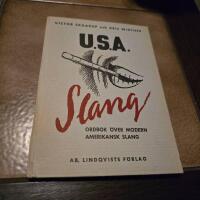 U.S.A.
Slang
ORDBOK ÖVER MODERN
AMERIKANSK SLANG
AB. LINDQVISTS FÖRLAG